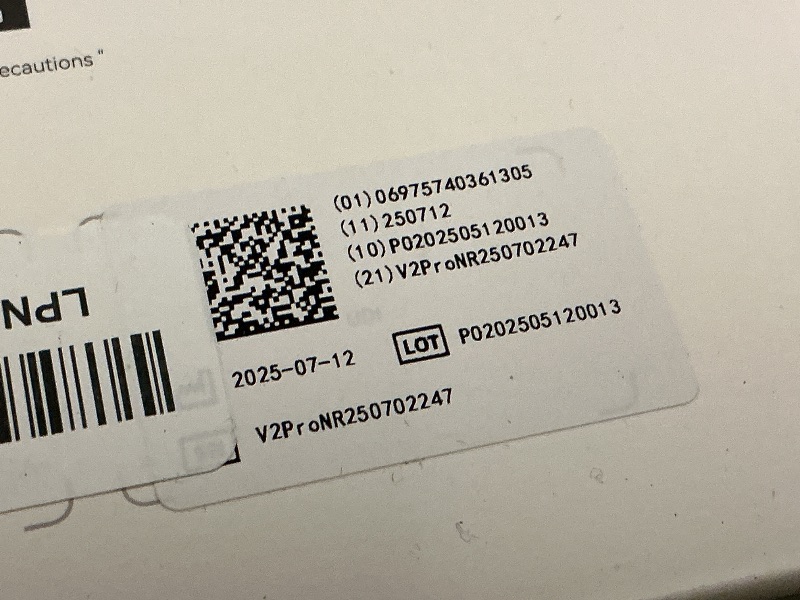 ecautions"
(01)06975740361305
(11)250712
(10)P0202505120013
(21)V2ProNR250702247
LPN
2025-07-12
LOT P0202505120013
V2ProNR250702247